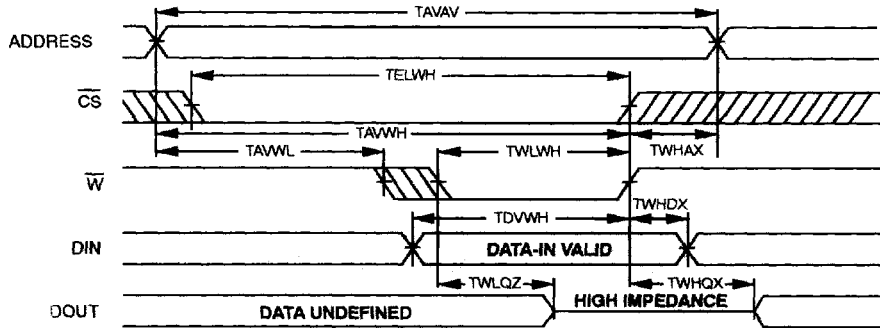 TAVAV
ADDRESS
TELWH
CS
TAVWH
TAVWL
TWLWH
TWHAX
W
TWHDX
TDVWH
DIN
DATA-IN VALID
TWLQZ
TWHQX
DOUT
DATA UNDEFINED
HIGH IMPEDANCE